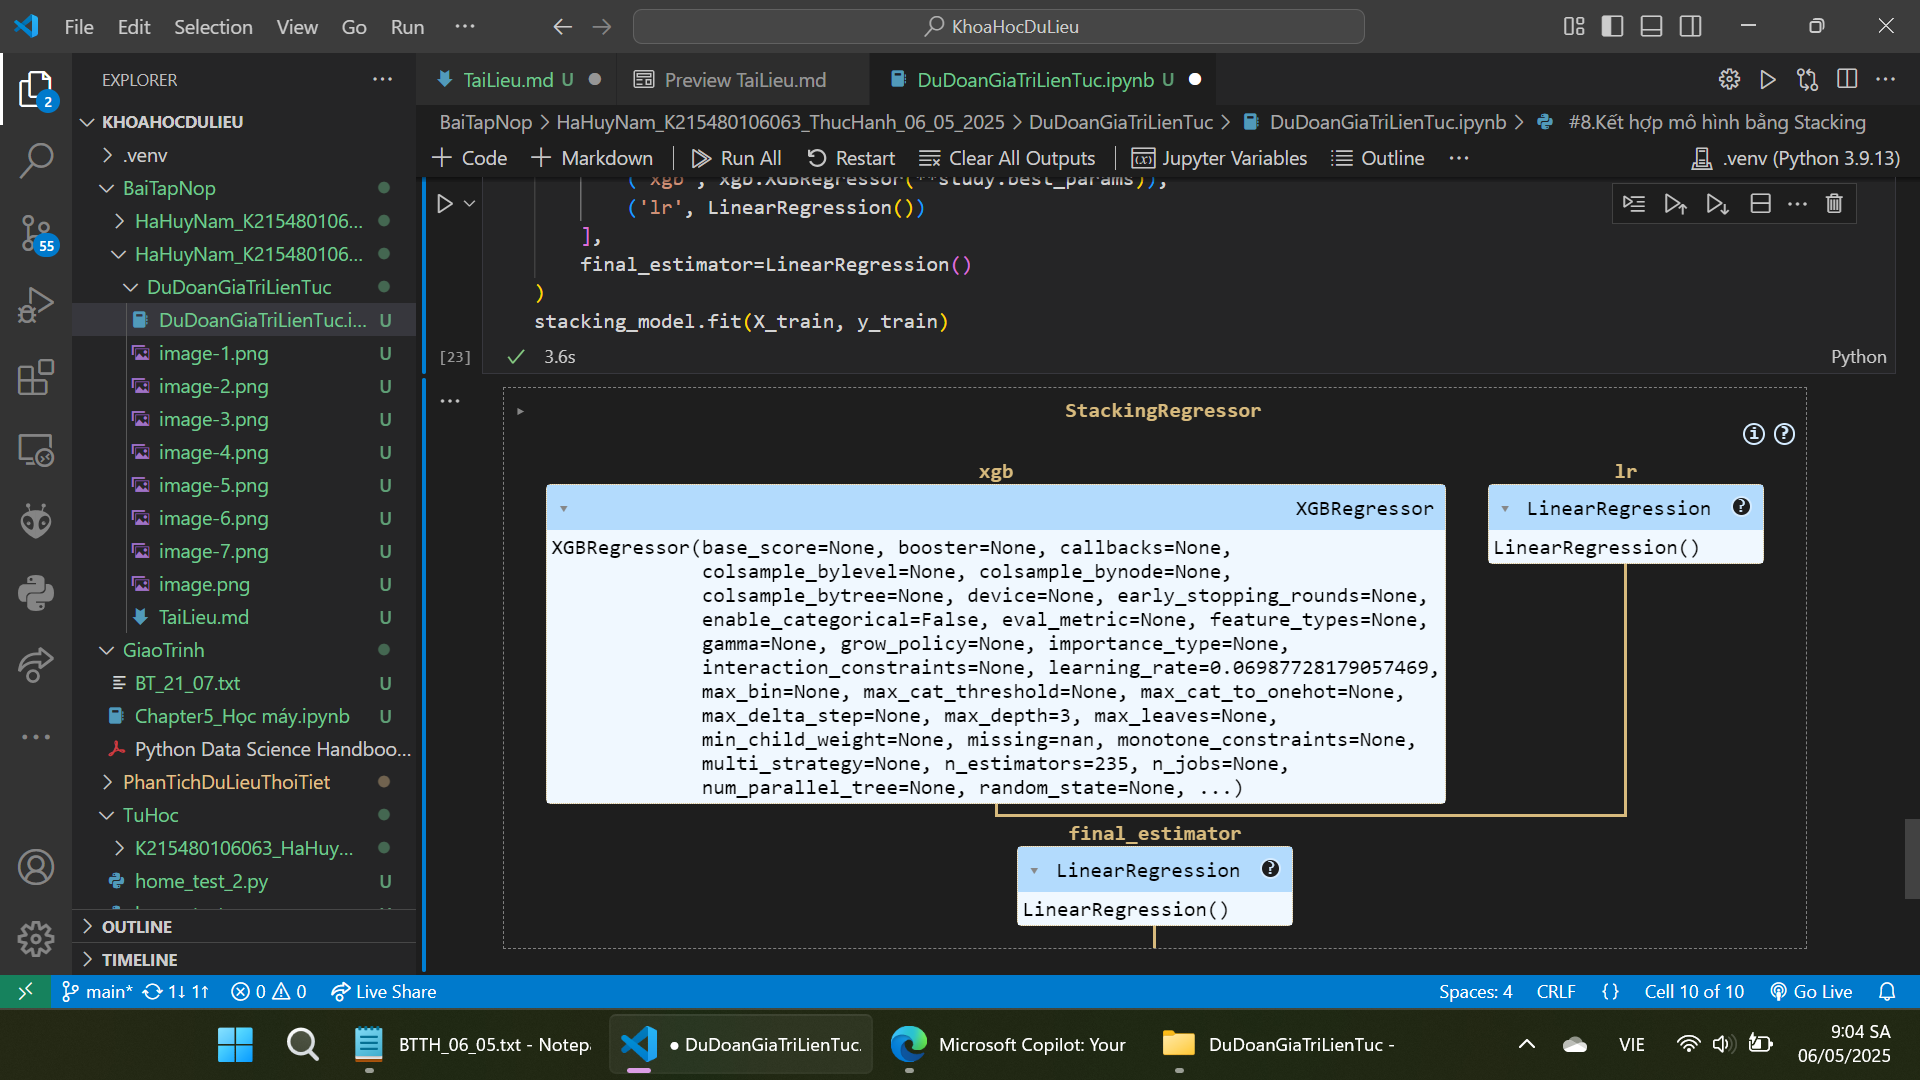 File Edit Selection View Go Run ···
KhoaHocDuLieu
EXPLORER ···
2
55
KHOAHOCDULIEU
.venv
BaiTapNop
HaHuyNam_K215480106...
HaHuyNam_K215480106...
DuDoanGiaTriLienTuc
DuDoanGiaTriLienTuc.i... U
image-1.png U
image-2.png U
image-3.png U
image-4.png U
image-5.png U
image-6.png U
image-7.png U
image.png U
TaiLieu.md U
GiaoTrinh
BT_21_07.txt U
Chapter5_Học máy.ipynb U
Python Data Science Handboo...
PhanTichDuLieuThoiTiet
TuHoc
K215480106063_HaHuy...
home_test_2.py U
OUTLINE
TIMELINE
TaiLieu.md U
Preview TaiLieu.md
DuDoanGiaTriLienTuc.ipynb U
BaiTapNop > HaHuyNam_K215480106063_ThucHanh_06_05_2025 > DuDoanGiaTriLienTuc > DuDoanGiaTriLienTuc.ipynb > #8.Kết hợp mô hình bằng Stacking
+ Code + Markdown Run All Restart Clear All Outputs Jupyter Variables Outline ··· .venv (Python 3.9.13)
('xgb', xgb.XGBRegressor(**study.best_params)),
('lr', LinearRegression())
],
final_estimator=LinearRegression()
)
stacking_model.fit(X_train, y_train)
[23] 3.6s Python
StackingRegressor
xgb
XGBRegressor
XGBRegressor(base_score=None, booster=None, callbacks=None,
colsample_bylevel=None, colsample_bynode=None,
colsample_bytree=None, device=None, early_stopping_rounds=None,
enable_categorical=False, eval_metric=None, feature_types=None,
gamma=None, grow_policy=None, importance_type=None,
interaction_constraints=None, learning_rate=0.06987728179057469,
max_bin=None, max_cat_threshold=None, max_cat_to_onehot=None,
max_delta_step=None, max_depth=3, max_leaves=None,
min_child_weight=None, missing=nan, monotone_constraints=None,
multi_strategy=None, n_estimators=235, n_jobs=None,
num_parallel_tree=None, random_state=None, ...)
lr
LinearRegression ?
LinearRegression()
final_estimator
LinearRegression ?
LinearRegression()
main* 1↓ 1↑ 0 0 Live Share
Spaces: 4 CRLF {} Cell 10 of 10 Go Live
BTTH_06_05.txt - Notep
● DuDoanGiaTriLienTuc.
Microsoft Copilot: Your
DuDoanGiaTriLienTuc -
VIE
9:04 SA
06/05/2025